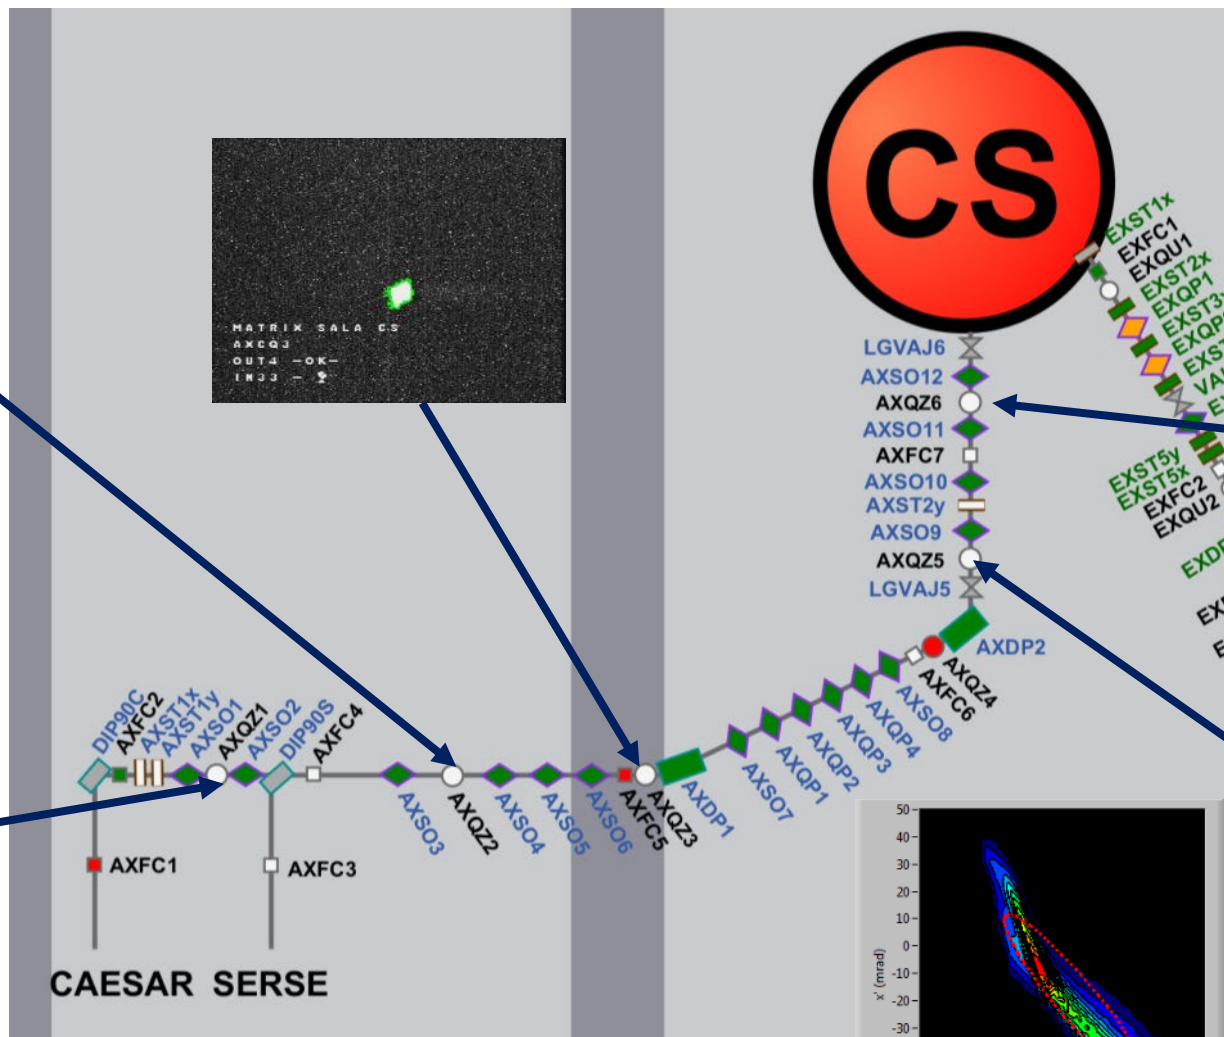 CS
MATRIX SALA CS
AXCQ3
OUT4 —OK—
IN33 —
LGVAJ6
AXSO12
AXQZ6
AXSO11
AXFC7
AXSO10
AXST2y
AXSO9
AXQZ5
LGVAJ5
AXDP2
AXQZ4
AXFC6
AXSO8
AXQP4
AXQP3
AXQP2
AXQP1
AXSO7
AXDP1
AXQZ3
AXFC5
AXSO6
AXSO5
AXSO4
AXQZ2
AXSO3
AXFC4
DIP90S
AXSO2
AXQZ1
AXSO1
AXST1y
AXST1x
AXFC2
DIP90C
AXFC1
AXFC3
CAESAR SERSE
EXST1x
EXFC1
EXQU1
EXST2x
EXQP1
EXST5y
EXST5x
EXFC2
EXQU2
x' (mrad)
50
40
30
20
10
0
-10
-20
-30